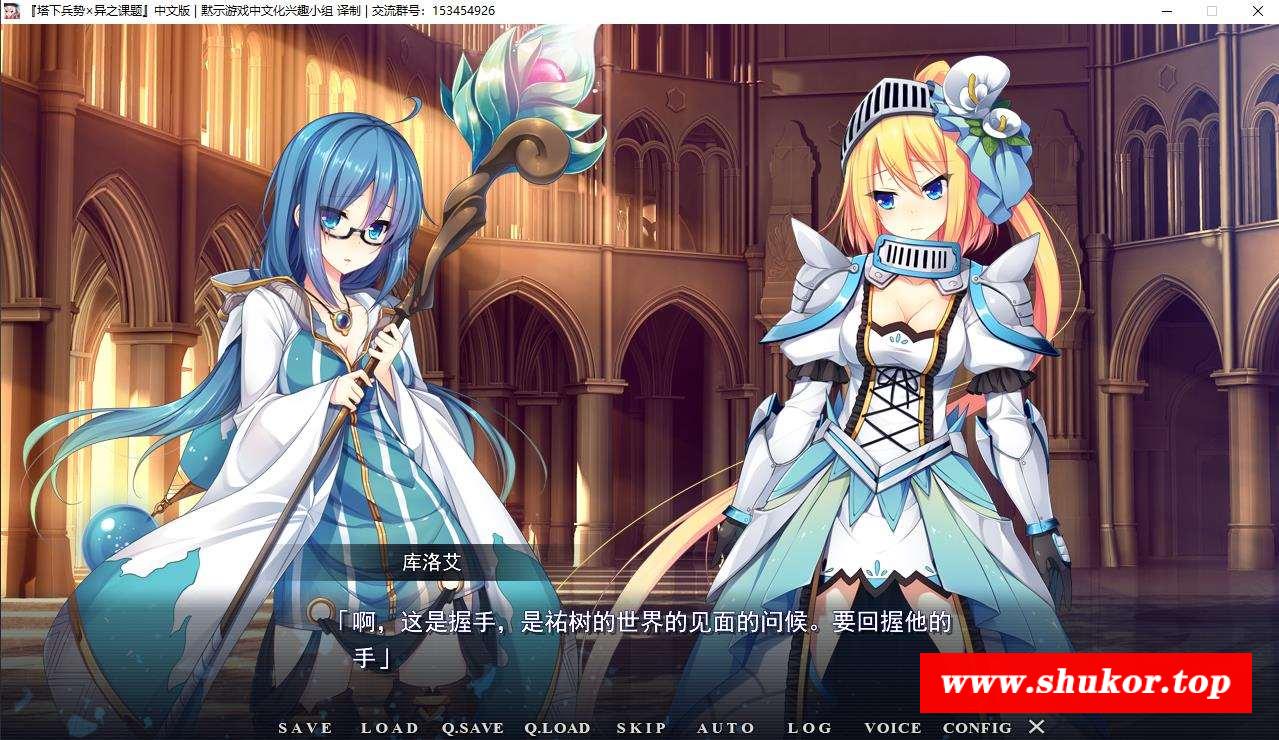 『塔下兵势×异之课题』中文版 | 黙示游戏中文化兴趣小组 译制 | 交流群号：153454926
库洛艾
「啊，这是握手，是祐树的世界的见面的问候。要回握他的
手」
www.shukor.top
SAVE LOAD Q.SAVE Q.LOAD SKIP AUTO LOG VOICE CONFIG